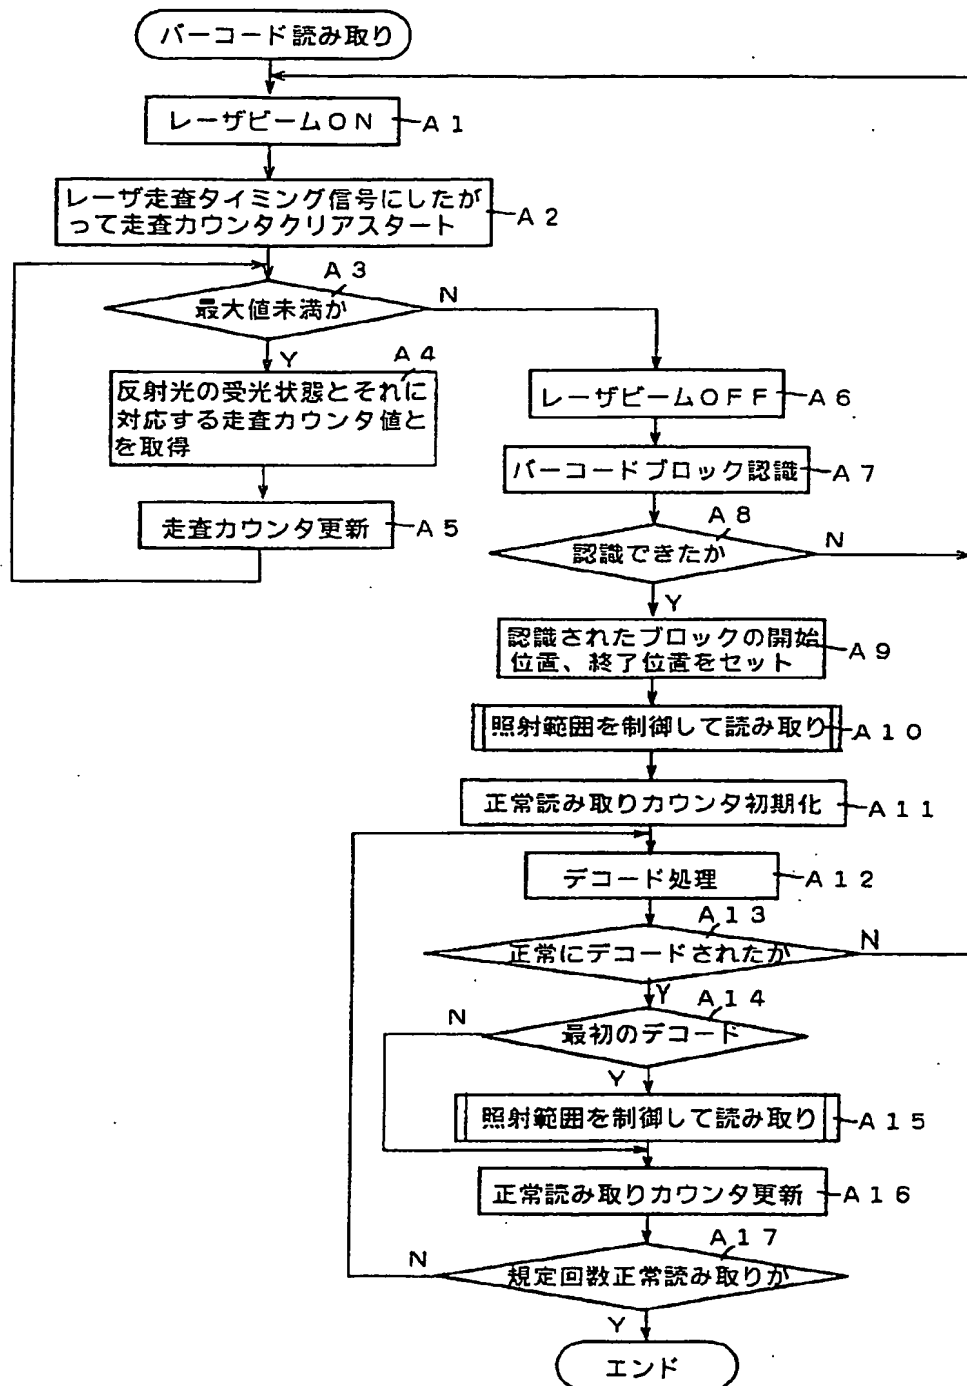 バーコード読み取り
レーザビームON
A1
レーザ走査タイミング信号にしたが
って走査カウンタクリアスタート
A2
A3
最大値未満か
N
Y
A4
反射光の受光状態とそれに
対応する走査カウンタ値と
を取得
走査カウンタ更新
A5
レーザビームOFF
A6
バーコードブロック認識
A7
A8
認識できたか
N
Y
認識されたブロックの開始
位置、終了位置をセット
A9
照射範囲を制御して読み取り
A10
正常読み取りカウンタ初期化
A11
デコード処理
A12
A13
正常にデコードされたか
N
Y
A14
最初のデコード
N
Y
照射範囲を制御して読み取り
A15
正常読み取りカウンタ更新
A16
A17
規定回数正常読み取りか
N
Y
エンド